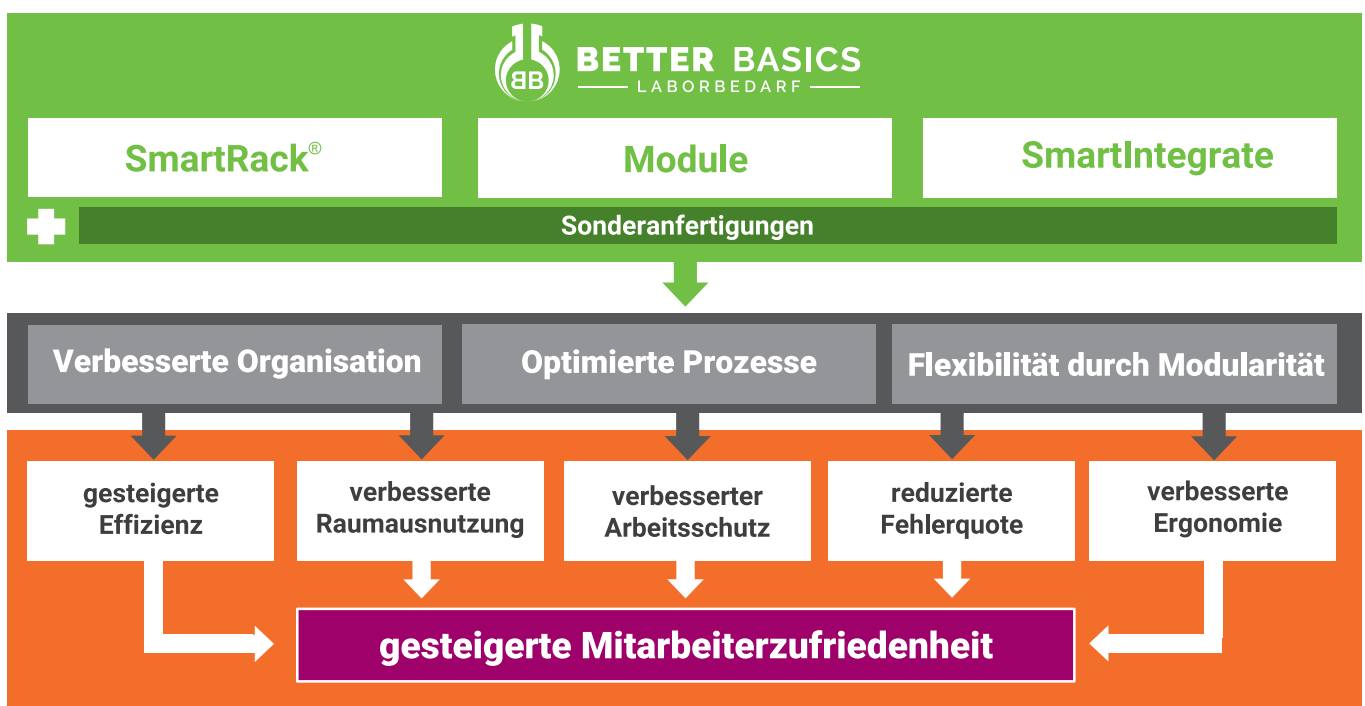 BB
BETTER BASICS
LABORBEDARF
SmartRack®
Module
SmartIntegrate
Sonderanfertigungen
Verbesserte Organisation
Optimierte Prozesse
Flexibilität durch Modularität
gesteigerte
Effizienz
verbesserte
Raumausnutzung
verbesserter
Arbeitsschutz
reduzierte
Fehlerquote
verbesserte
Ergonomie
gesteigerte Mitarbeiterzufriedenheit